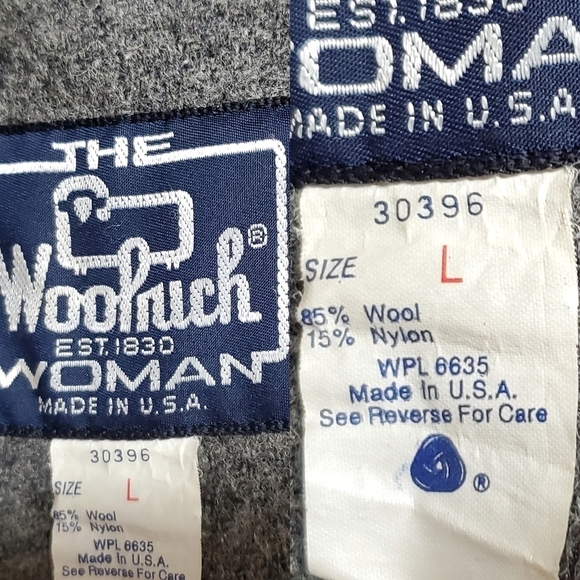 THE
Woolrich®
EST. 1830
WOMAN
MADE IN U.S.A.
30396
SIZE L
85% Wool
15% Nylon
WPL 6635
Made In U.S.A.
See Reverse For Care
EST. 1830
OMA
MADE IN U.S.A
30396
SIZE L
85% Wool
15% Nylon
WPL 6635
Made In U.S.A.
See Reverse For Care
®